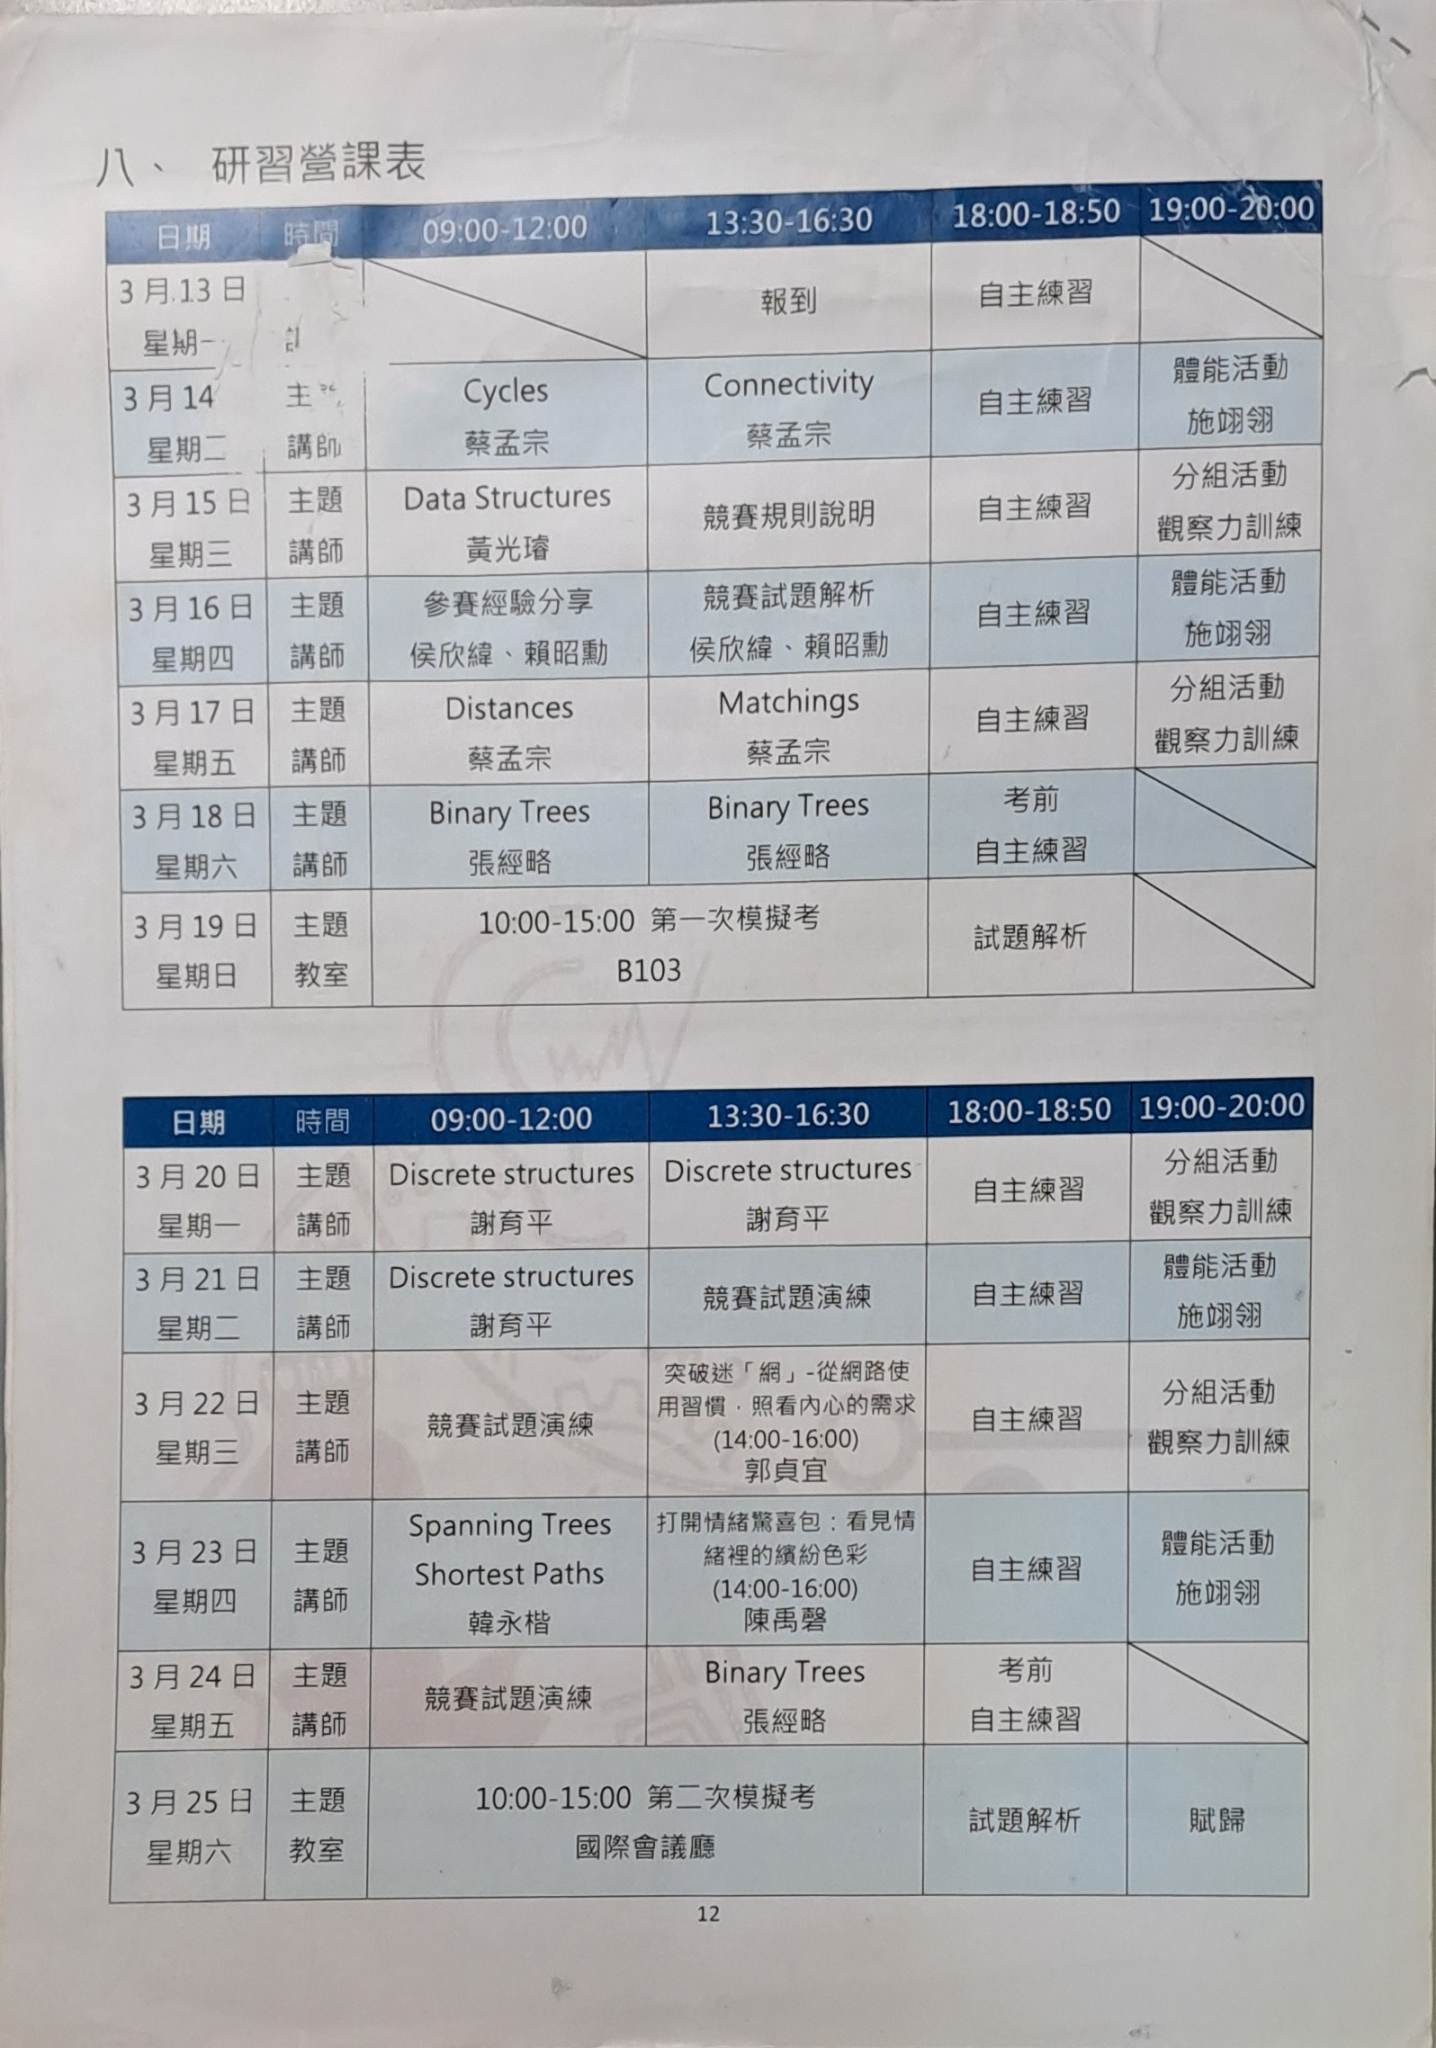 八、 研習營課表
日期 時間 09:00-12:00 13:30-16:30 18:00-18:50 19:00-20:00
3 月 13 日 報到 自主練習
星期一
3 月 14 主 Cycles Connectivity 自主練習 體能活動
星期二 講師 蔡孟宗 蔡孟宗 施翊翎
3 月 15 日 主題 Data Structures 競賽規則說明 自主練習 分組活動
星期三 講師 黃光璿 觀察力訓練
3 月 16 日 主題 參賽經驗分享 競賽試題解析 自主練習 體能活動
星期四 講師 侯欣緯、賴昭勳 侯欣緯、賴昭勳 施翊翎
3 月 17 日 主題 Distances Matchings 自主練習 分組活動
星期五 講師 蔡孟宗 蔡孟宗 觀察力訓練
3 月 18 日 主題 Binary Trees Binary Trees 考前
星期六 講師 張經略 張經略 自主練習
3 月 19 日 主題 10:00-15:00 第一次模擬考 試題解析
星期日 教室 B103
日期 時間 09:00-12:00 13:30-16:30 18:00-18:50 19:00-20:00
3 月 20 日 主題 Discrete structures Discrete structures 自主練習 分組活動
星期一 講師 謝育平 謝育平 觀察力訓練
3 月 21 日 主題 Discrete structures 競賽試題演練 自主練習 體能活動
星期二 講師 謝育平 施翊翎
突破迷「網」-從網路使
3 月 22 日 主題 競賽試題演練 用習慣，照看內心的需求 自主練習 分組活動
星期三 講師 (14:00-16:00) 觀察力訓練
郭貞宜
Spanning Trees 打開情緒驚喜包：看見情
3 月 23 日 主題 Shortest Paths 緒裡的繽紛色彩 自主練習 體能活動
星期四 講師 韓永楷 (14:00-16:00) 施翊翎
陳禹磬
3 月 24 日 主題 競賽試題演練 Binary Trees 考前
星期五 講師 張經略 自主練習
3 月 25 日 主題 10:00-15:00 第二次模擬考 試題解析 賦歸
星期六 教室 國際會議廳
12